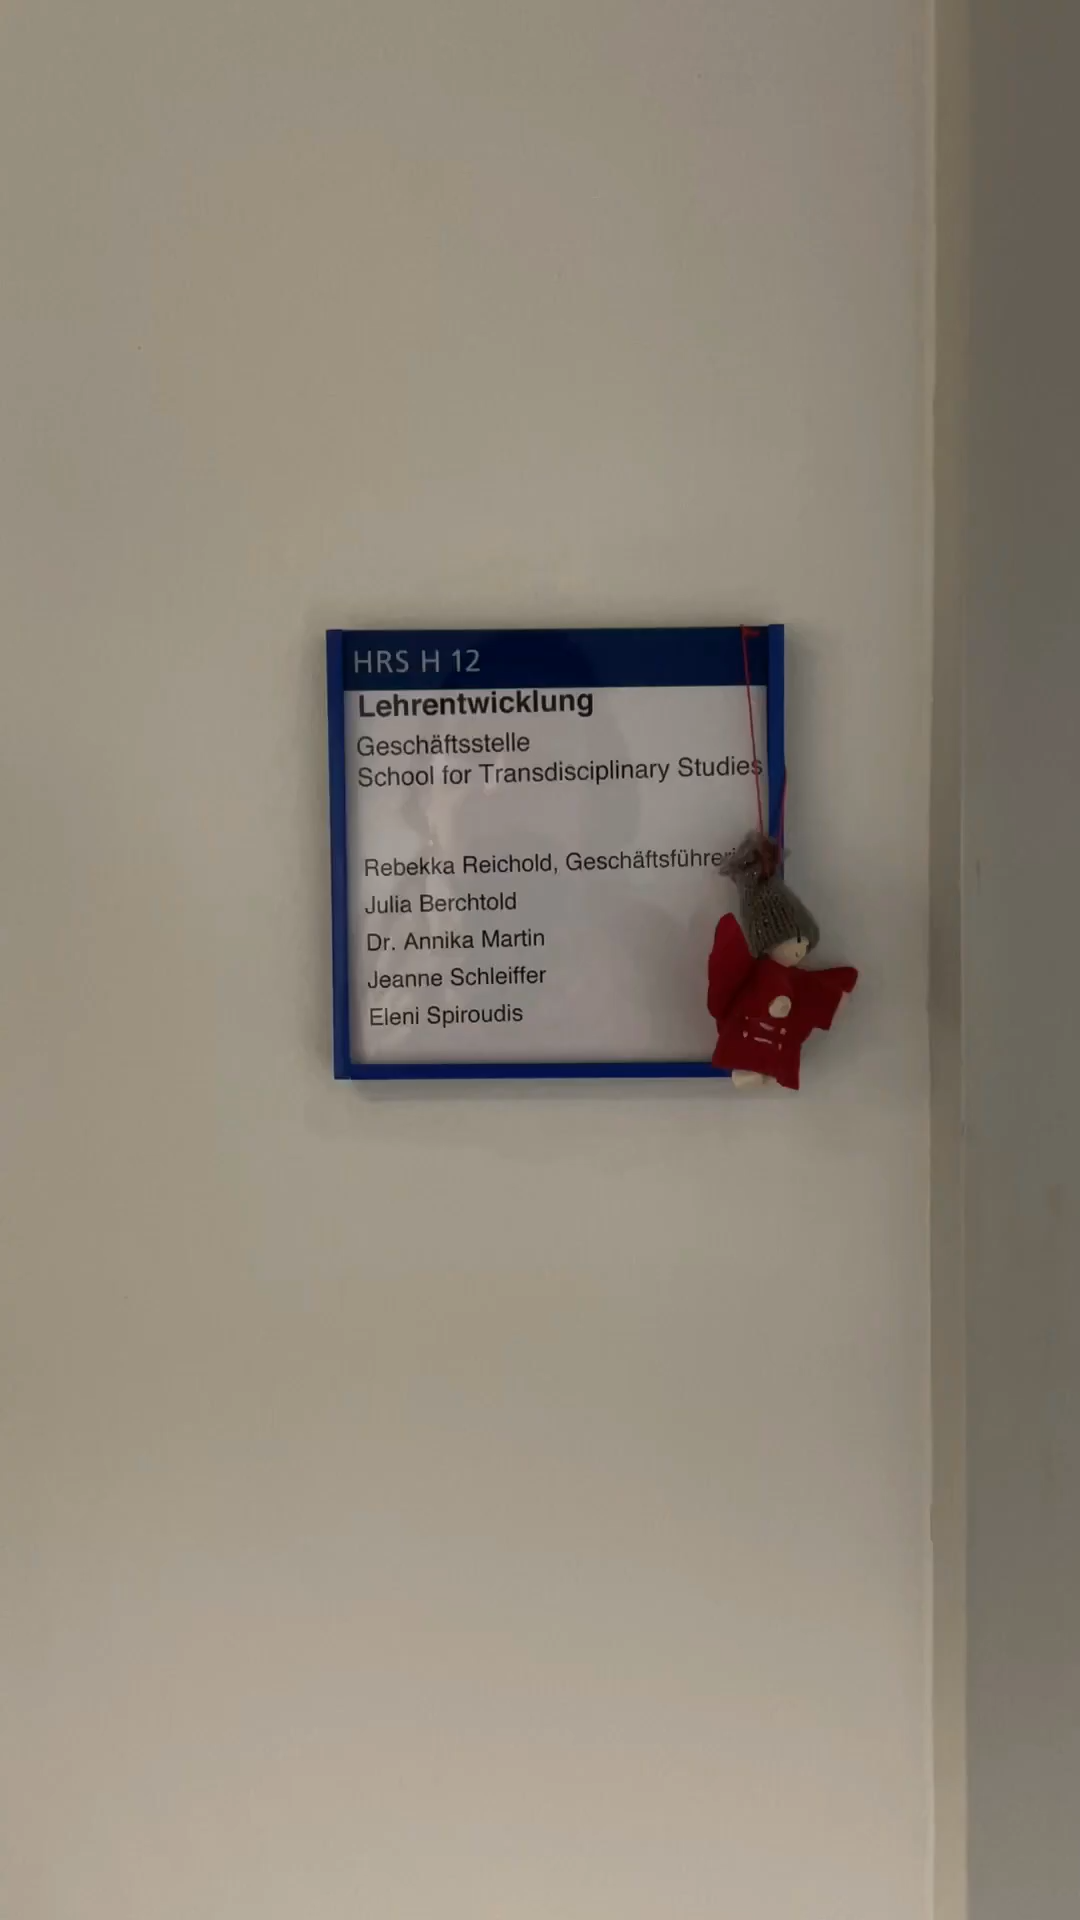 HRS H 12
Lehrentwicklung
Geschäftsstelle
School for Transdisciplinary Studies
Rebekka Reichold, Geschäftsführeri
Julia Berchtold
Dr. Annika Martin
Jeanne Schleiffer
Eleni Spiroudis